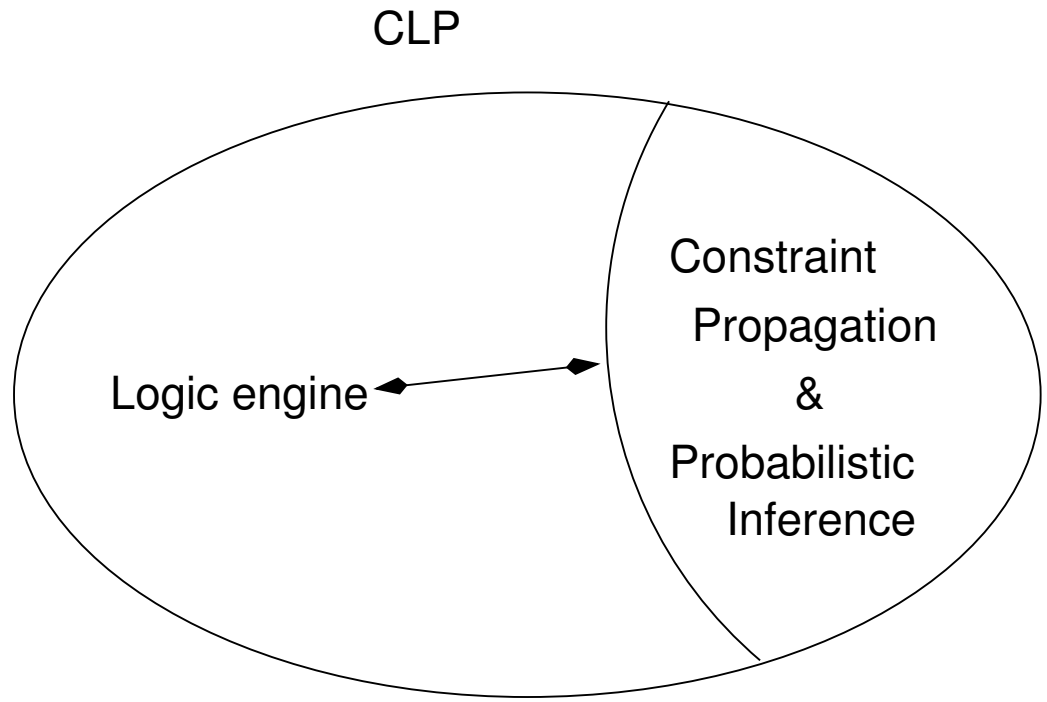 CLP
Constraint
Propagation
Logic engine
&
Probabilistic
Inference